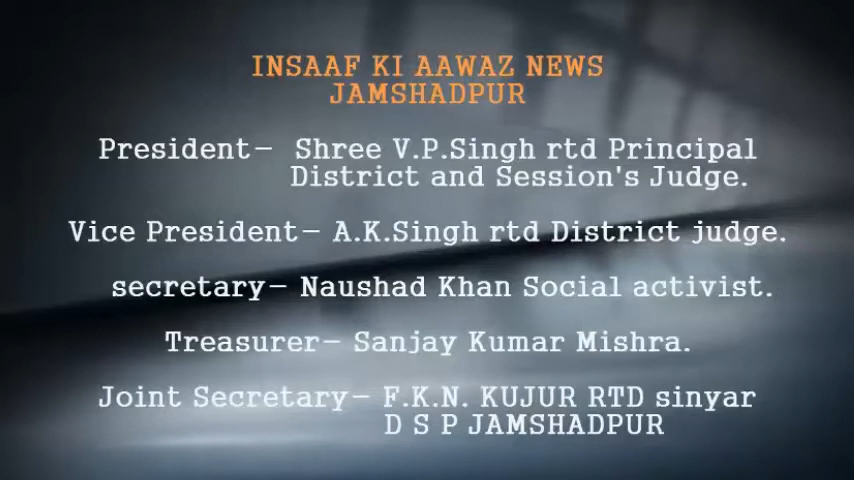 INSAAF KI AAWAZ NEWS
JAMSHADPUR
President- Shree V.P.Singh rtd Principal
District and Session's Judge.
Vice President- A.K.Singh rtd District judge.
secretary- Naushad Khan Social activist.
Treasurer- Sanjay Kumar Mishra.
Joint Secretary- F.K.N. KUJUR RTD sinyar
D S P JAMSHADPUR